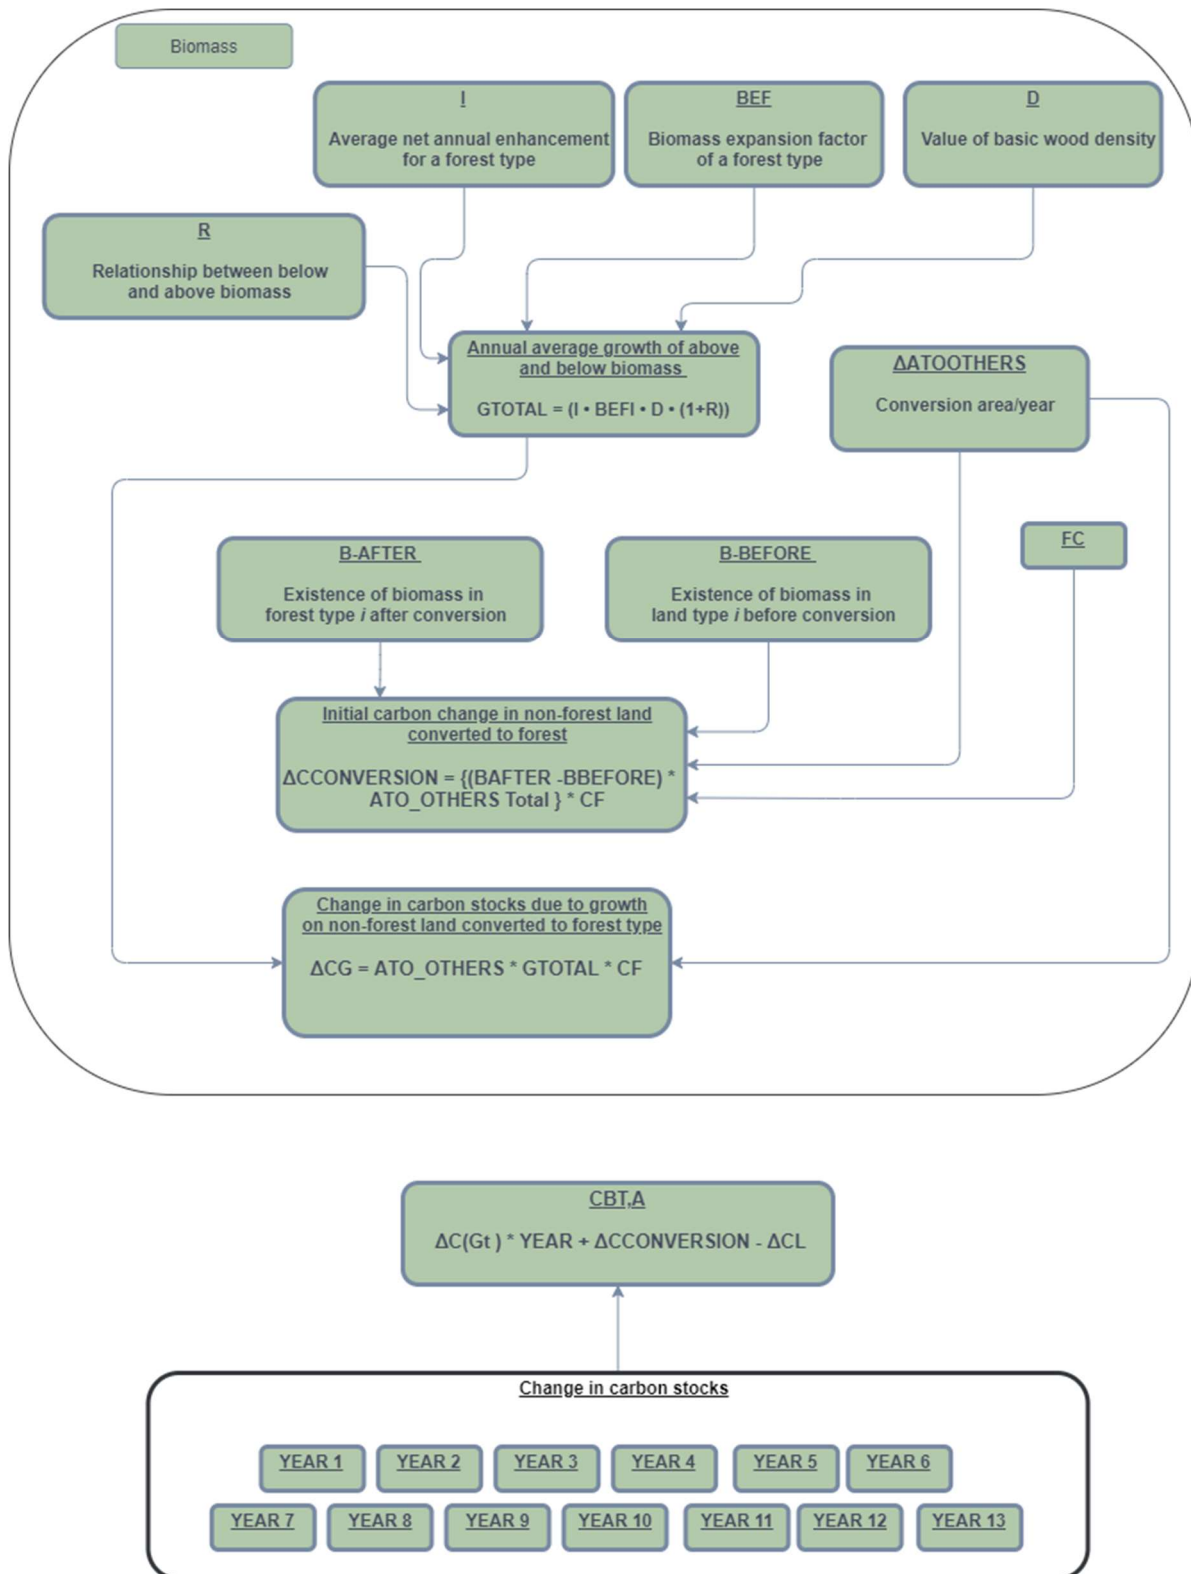 Biomass
I
Average net annual enhancement
for a forest type
BEF
Biomass expansion factor
of a forest type
D
Value of basic wood density
R
Relationship between below
and above biomass
Annual average growth of above
and below biomass
GTOTAL = (I • BEFI • D • (1+R))
ΔATOOTHERS
Conversion area/year
FC
B-AFTER
Existence of biomass in
forest type i after conversion
B-BEFORE
Existence of biomass in
land type i before conversion
Initial carbon change in non-forest land
converted to forest
ΔCCONVERSION = {(BAFTER -BBEFORE) *
ATO_OTHERS Total } * CF
Change in carbon stocks due to growth
on non-forest land converted to forest type
ΔCG = ATO_OTHERS * GTOTAL * CF
CBT,A
ΔC(Gt ) * YEAR + ΔCCONVERSION - ΔCL
Change in carbon stocks
YEAR 1 YEAR 2 YEAR 3 YEAR 4 YEAR 5 YEAR 6
YEAR 7 YEAR 8 YEAR 9 YEAR 10 YEAR 11 YEAR 12 YEAR 13